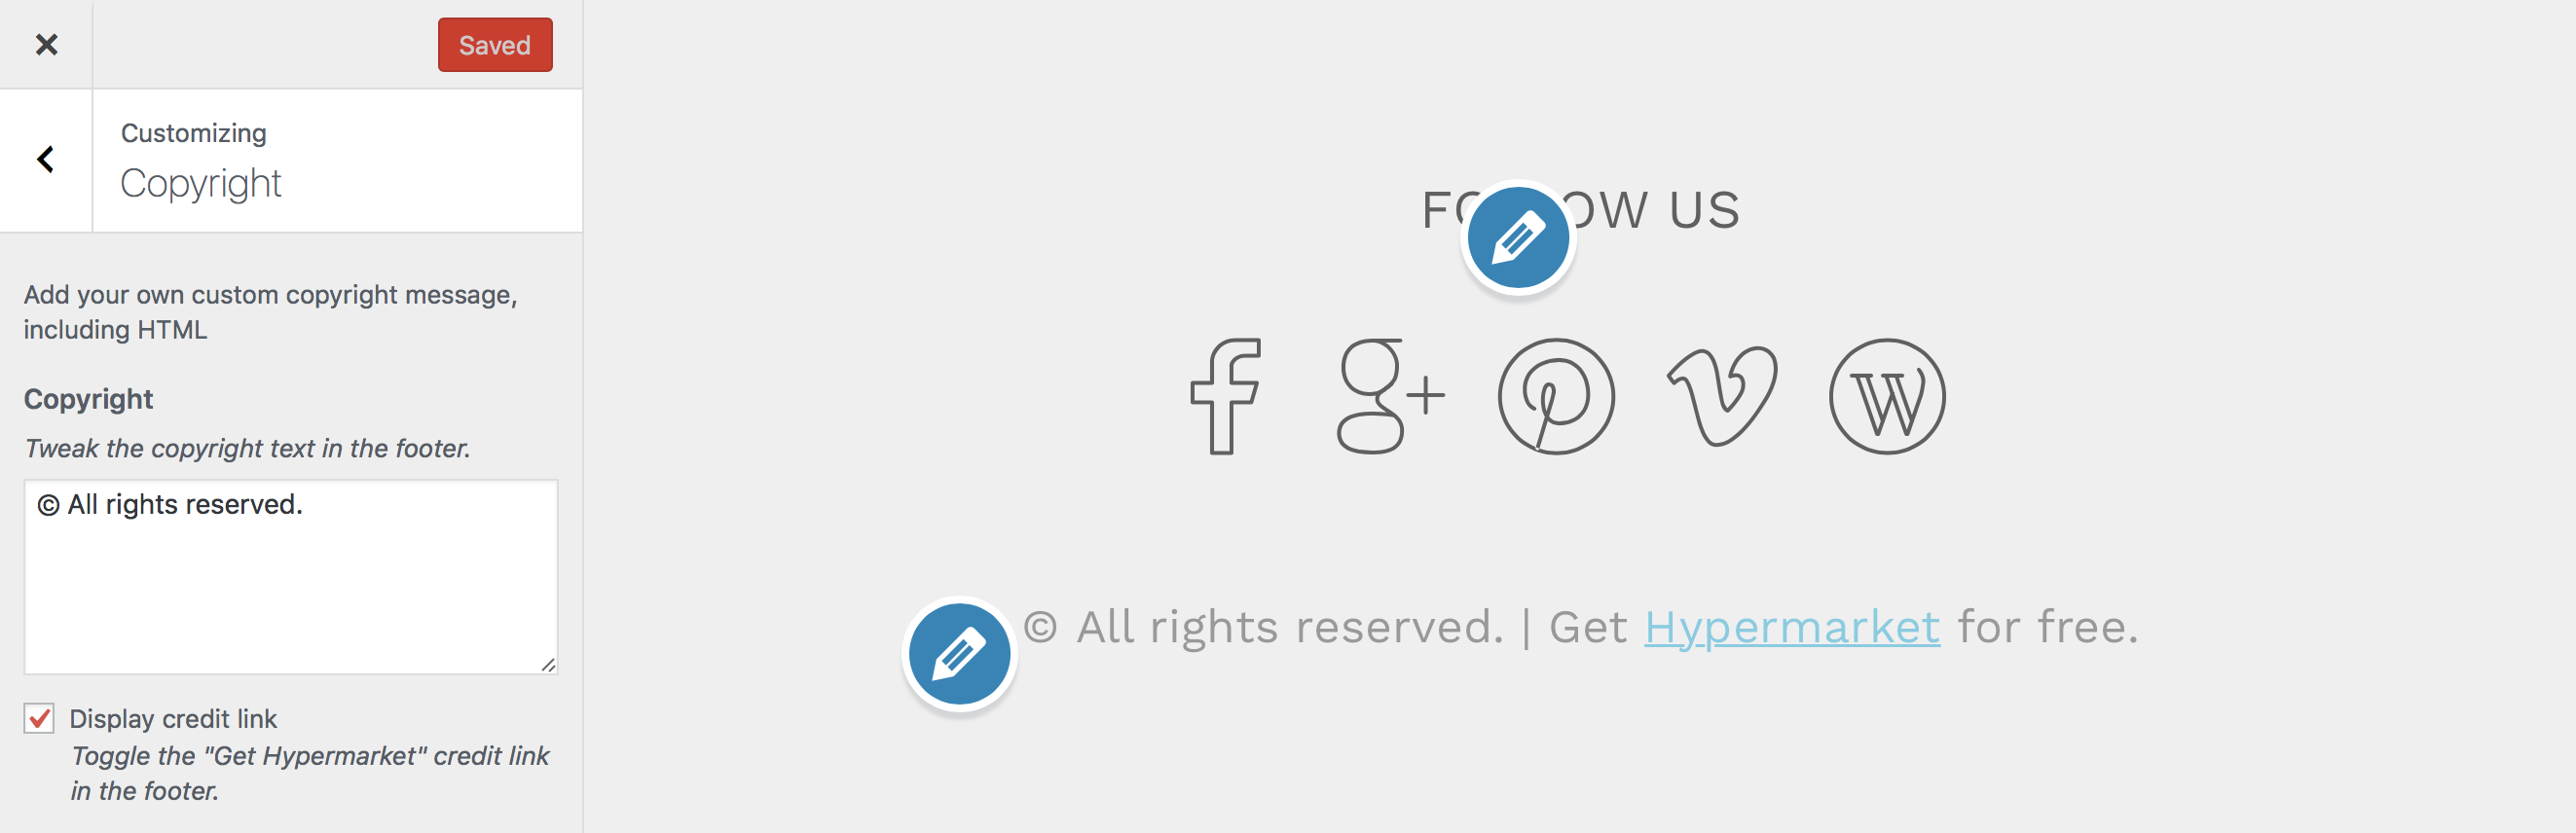 Saved
Customizing
Copyright
Add your own custom copyright message,
including HTML
Copyright
Tweak the copyright text in the footer.
© All rights reserved.
Display credit link
Toggle the "Get Hypermarket" credit link
in the footer.
FOLLOW US
© All rights reserved. | Get Hypermarket for free.